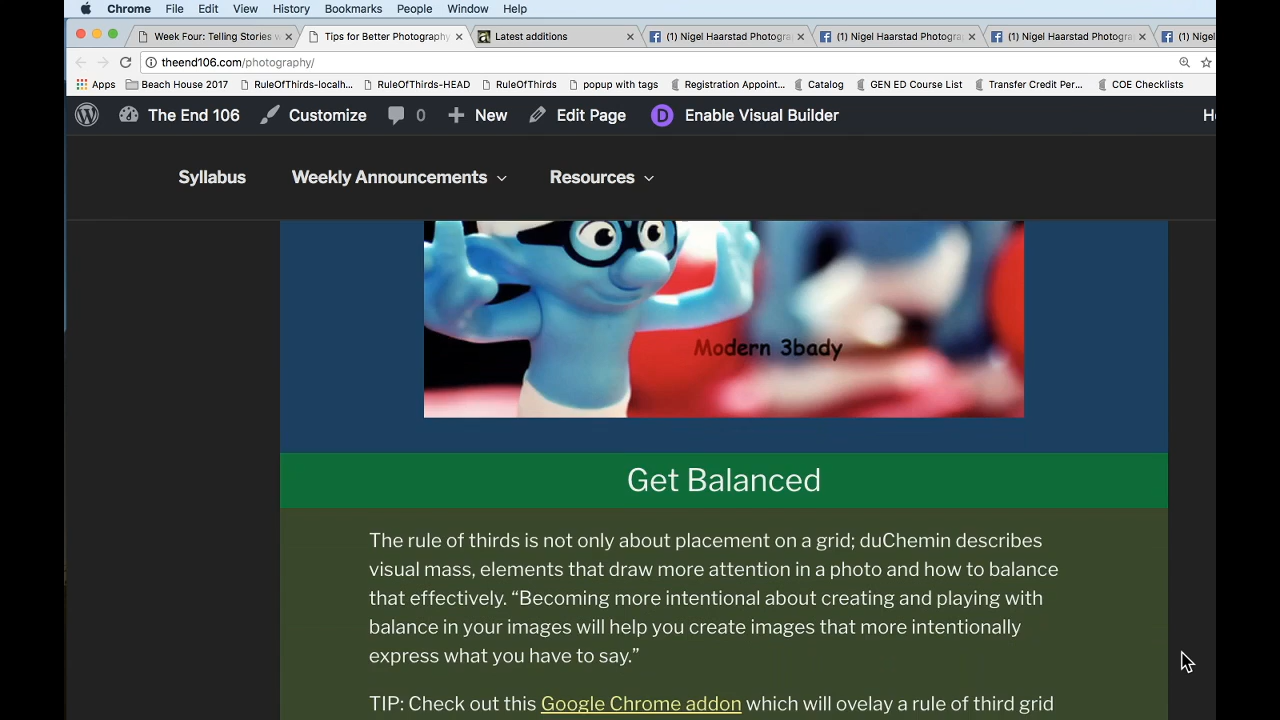 Chrome File Edit View History Bookmarks People Window Help
Week Four: Telling Stories w Tips for Better Photography Latest additions (1) Nigel Haarstad Photogra (1) Nigel Haarstad Photogra (1) Nigel Haarstad Photogra (1) Nigel
theend106.com/photography/
Apps Beach House 2017 RuleOfThirds-localh... RuleOfThirds-HEAD RuleOfThirds popup with tags Registration Appoint... Catalog GEN ED Course List Transfer Credit Per... COE Checklists
The End 106 Customize 0 New Edit Page D Enable Visual Builder
Syllabus Weekly Announcements Resources
Modern 3bady
Get Balanced
The rule of thirds is not only about placement on a grid; duChemin describes
visual mass, elements that draw more attention in a photo and how to balance
that effectively. “Becoming more intentional about creating and playing with
balance in your images will help you create images that more intentionally
express what you have to say.”
TIP: Check out this Google Chrome addon which will ovelay a rule of third grid